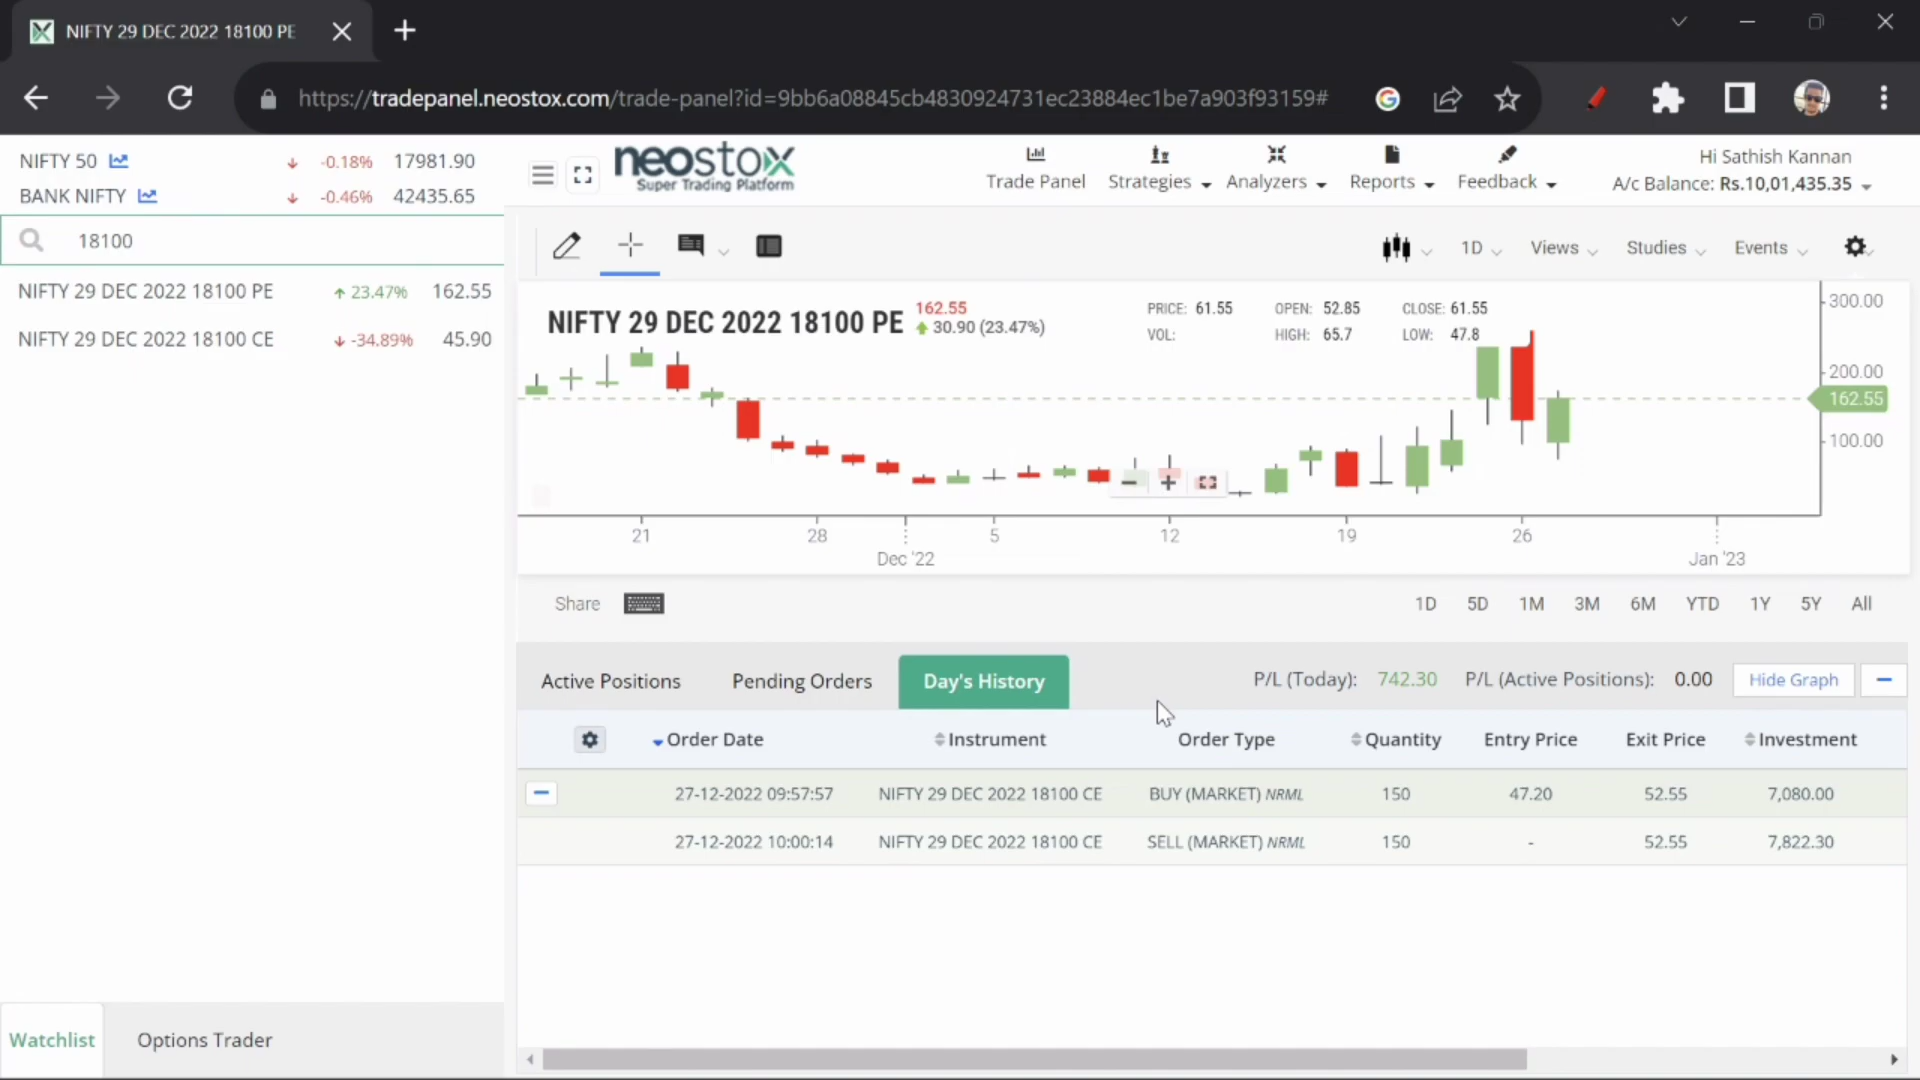 NIFTY 29 DEC 2022 18100 PE
https://tradepanel.neostox.com/trade-panel?id=9bb6a08845cb4830924731ec23884ec1be7a903f93159#
NIFTY 50 -0.18% 17981.90
BANK NIFTY -0.46% 42435.65
18100
NIFTY 29 DEC 2022 18100 PE 23.47% 162.55
NIFTY 29 DEC 2022 18100 CE -34.89% 45.90
Watchlist Options Trader
neostox
Super Trading Platform
Trade Panel Strategies Analyzers Reports Feedback
Hi Sathish Kannan
A/c Balance: Rs.10,01,435.35
1D Views Studies Events
NIFTY 29 DEC 2022 18100 PE
162.55
30.90 (23.47%)
PRICE: 61.55 OPEN: 52.85 CLOSE: 61.55
VOL: HIGH: 65.7 LOW: 47.8
300.00
200.00
162.55
100.00
21 28 5 12 19 26
Dec '22 Jan '23
Share 1D 5D 1M 3M 6M YTD 1Y 5Y All
Active Positions Pending Orders Day's History P/L (Today): 742.30 P/L (Active Positions): 0.00 Hide Graph
Order Date Instrument Order Type Quantity Entry Price Exit Price Investment
27-12-2022 09:57:57 NIFTY 29 DEC 2022 18100 CE BUY (MARKET) NRML 150 47.20 52.55 7,080.00
27-12-2022 10:00:14 NIFTY 29 DEC 2022 18100 CE SELL (MARKET) NRML 150 - 52.55 7,822.30